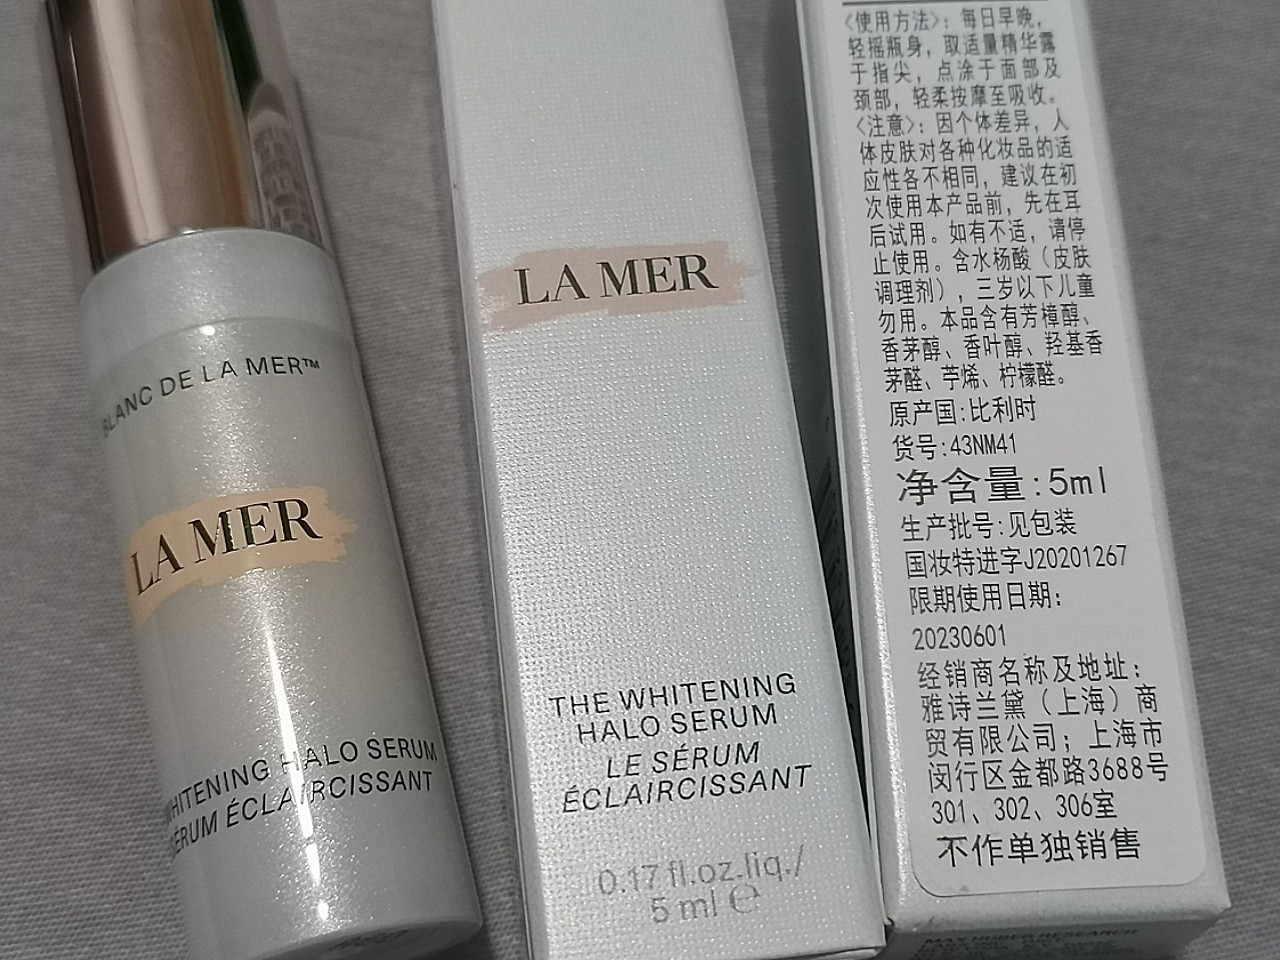 BLANC DE LA MER™
LA MER
WHITENING HALO SERUM
SÉRUM ÉCLAIRCISSANT
LA MER
THE WHITENING
HALO SERUM
LE SÉRUM
ÉCLAIRCISSANT
0.17 fl.oz.liq./
5 ml ℮
〈使用方法〉：每日早晚，
轻摇瓶身，取适量精华露
于指尖，点涂于面部及
颈部，轻柔按摩至吸收。
〈注意〉：因个体差异，人
体皮肤对各种化妆品的适
应性各不相同，建议在初
次使用本产品前，先在耳
后试用。如有不适，请停
止使用。含水杨酸（皮肤
调理剂），三岁以下儿童
勿用。本品含有芳樟醇、
香茅醇、香叶醇、羟基香
茅醛、苧烯、柠檬醛。
原产国:比利时
货号:43NM41
净含量:5ml
生产批号:见包装
国妆特进字J20201267
限期使用日期:
20230601
经销商名称及地址:
雅诗兰黛（上海）商
贸有限公司；上海市
闵行区金都路3688号
301、302、306室
不作单独销售
MAX HUBER RESEARCH